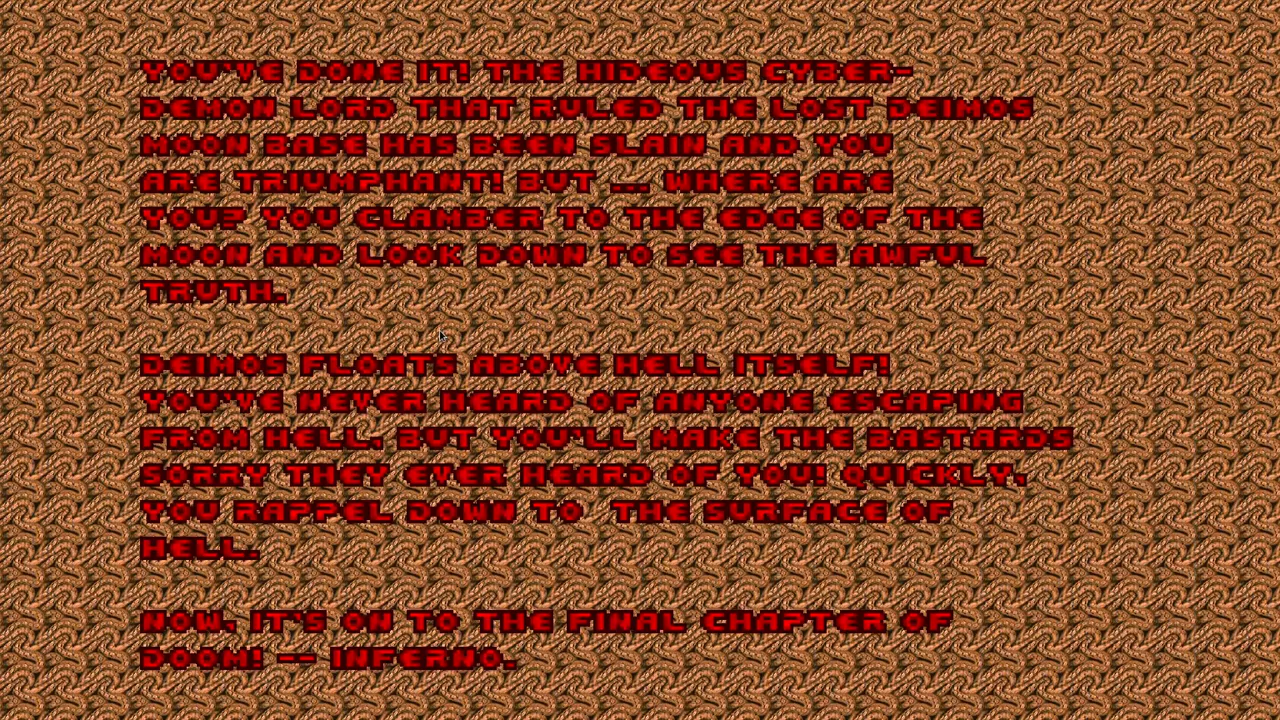 YOU'VE DONE IT! THE HIDEOUS CYBER-
DEMON LORD THAT RULED THE LOST DEIMOS
MOON BASE HAS BEEN SLAIN AND YOU
ARE TRIUMPHANT! BUT ... WHERE ARE
YOU? YOU CLAMBER TO THE EDGE OF THE
MOON AND LOOK DOWN TO SEE THE AWFUL
TRUTH.
DEIMOS FLOATS ABOVE HELL ITSELF!
YOU'VE NEVER HEARD OF ANYONE ESCAPING
FROM HELL, BUT YOU'LL MAKE THE BASTARDS
SORRY THEY EVER HEARD OF YOU! QUICKLY,
YOU RAPPEL DOWN TO  THE SURFACE OF
HELL.
NOW, IT'S ON TO THE FINAL CHAPTER OF
DOOM! -- INFERNO.